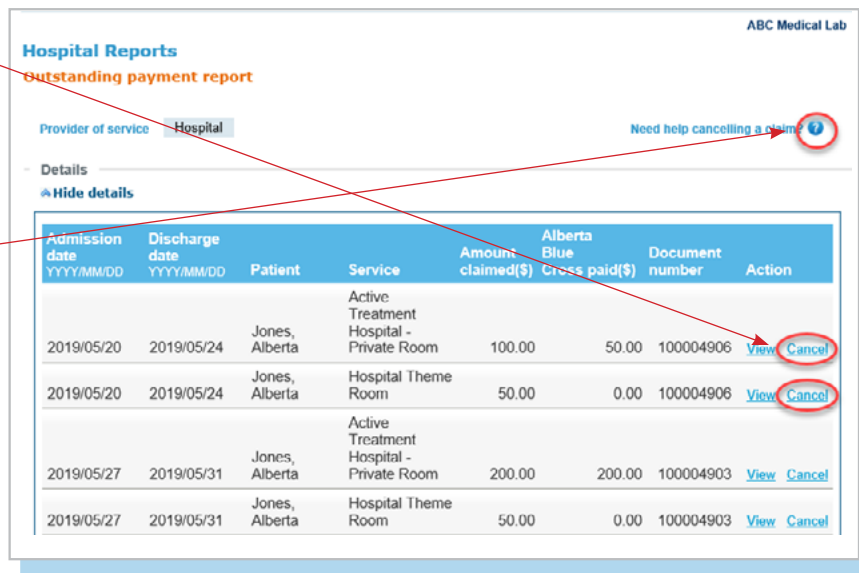 ABC Medical Lab
Hospital Reports
Outstanding payment report
Provider of service Hospital Need help cancelling a claim? ?
Details
Hide details
Admission date YYYY/MM/DD Discharge date YYYY/MM/DD Patient Service Amount claimed($) Alberta Blue Cross paid($) Document number Action
2019/05/20 2019/05/24 Jones, Alberta Active Treatment Hospital - Private Room 100.00 50.00 100004906 View Cancel
2019/05/20 2019/05/24 Jones, Alberta Hospital Theme Room 50.00 0.00 100004906 View Cancel
2019/05/27 2019/05/31 Jones, Alberta Active Treatment Hospital - Private Room 200.00 200.00 100004903 View Cancel
2019/05/27 2019/05/31 Jones, Alberta Hospital Theme Room 50.00 0.00 100004903 View Cancel